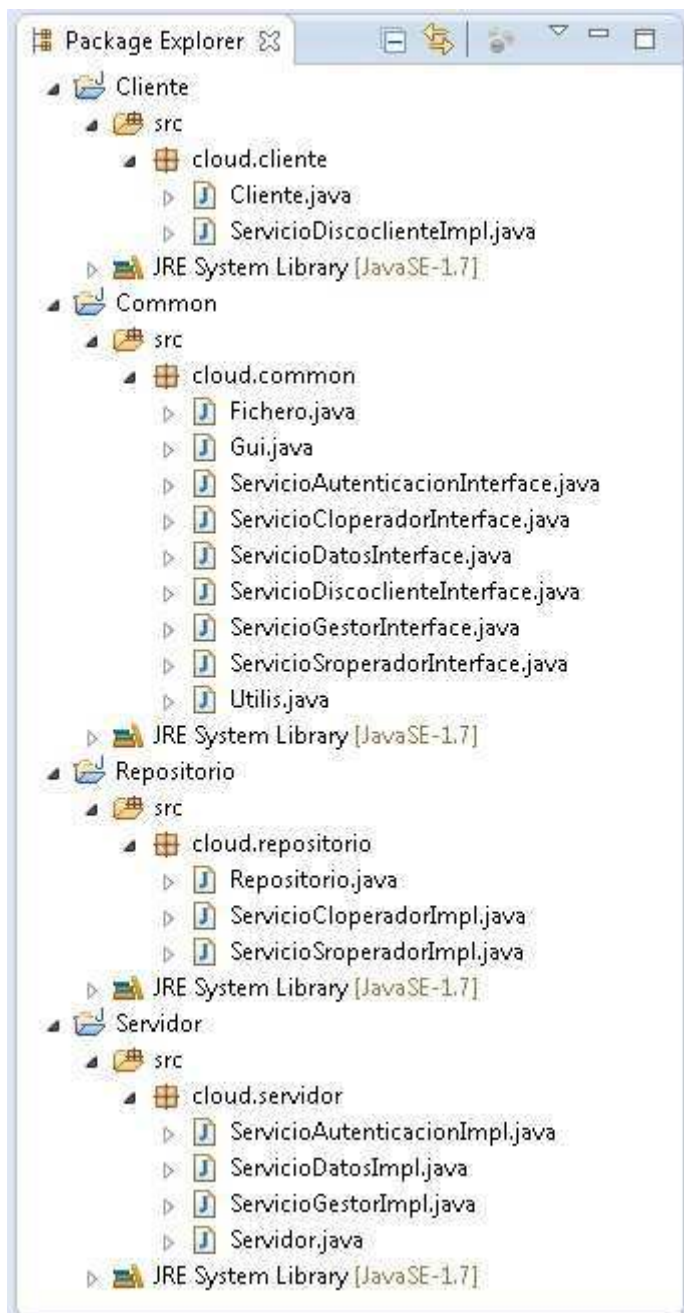 Package Explorer
Cliente
src
cloud.cliente
Cliente.java
ServicioDiscoclienteImpl.java
JRE System Library [JavaSE-1.7]
Common
src
cloud.common
Fichero.java
Gui.java
ServicioAutenticacionInterface.java
ServicioCloperadorInterface.java
ServicioDatosInterface.java
ServicioDiscoclienteInterface.java
ServicioGestorInterface.java
ServicioSroperadorInterface.java
Utilis.java
JRE System Library [JavaSE-1.7]
Repositorio
src
cloud.repositorio
Repositorio.java
ServicioCloperadorImpl.java
ServicioSroperadorImpl.java
JRE System Library [JavaSE-1.7]
Servidor
src
cloud.servidor
ServicioAutenticacionImpl.java
ServicioDatosImpl.java
ServicioGestorImpl.java
Servidor.java
JRE System Library [JavaSE-1.7]